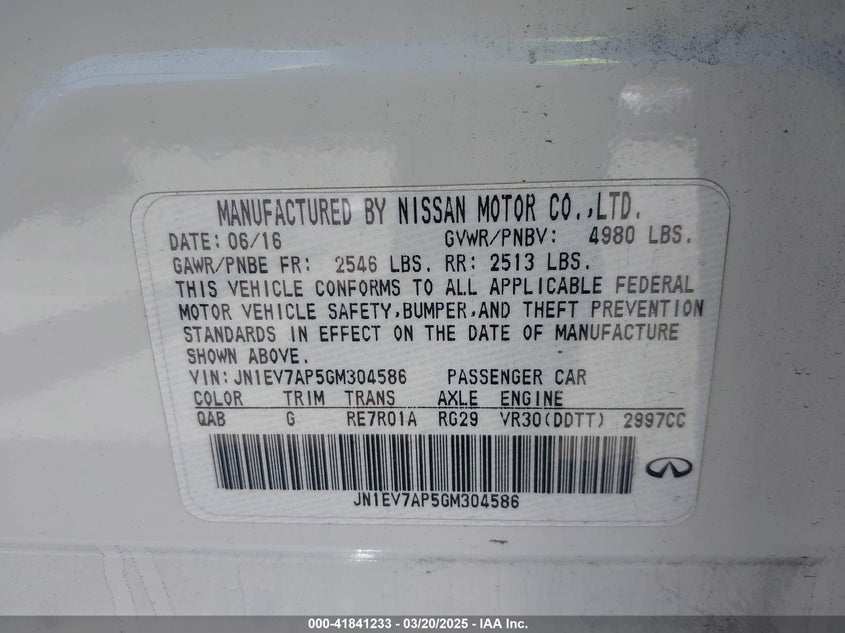 MANUFACTURED BY NISSAN MOTOR CO.,LTD.
DATE: 06/16 GVWR/PNBV: 4980 LBS.
GAWR/PNBE FR: 2546 LBS. RR: 2513 LBS.
THIS VEHICLE CONFORMS TO ALL APPLICABLE FEDERAL
MOTOR VEHICLE SAFETY,BUMPER,AND THEFT PREVENTION
STANDARDS IN EFFECT ON THE DATE OF MANUFACTURE
SHOWN ABOVE.
VIN: JN1EV7AP5GM304586 PASSENGER CAR
COLOR TRIM TRANS AXLE ENGINE
QAB G RE7R01A RG29 VR30(DDTT) 2997CC
JN1EV7AP5GM304586
000-41841233 - 03/20/2025 - IAA Inc.